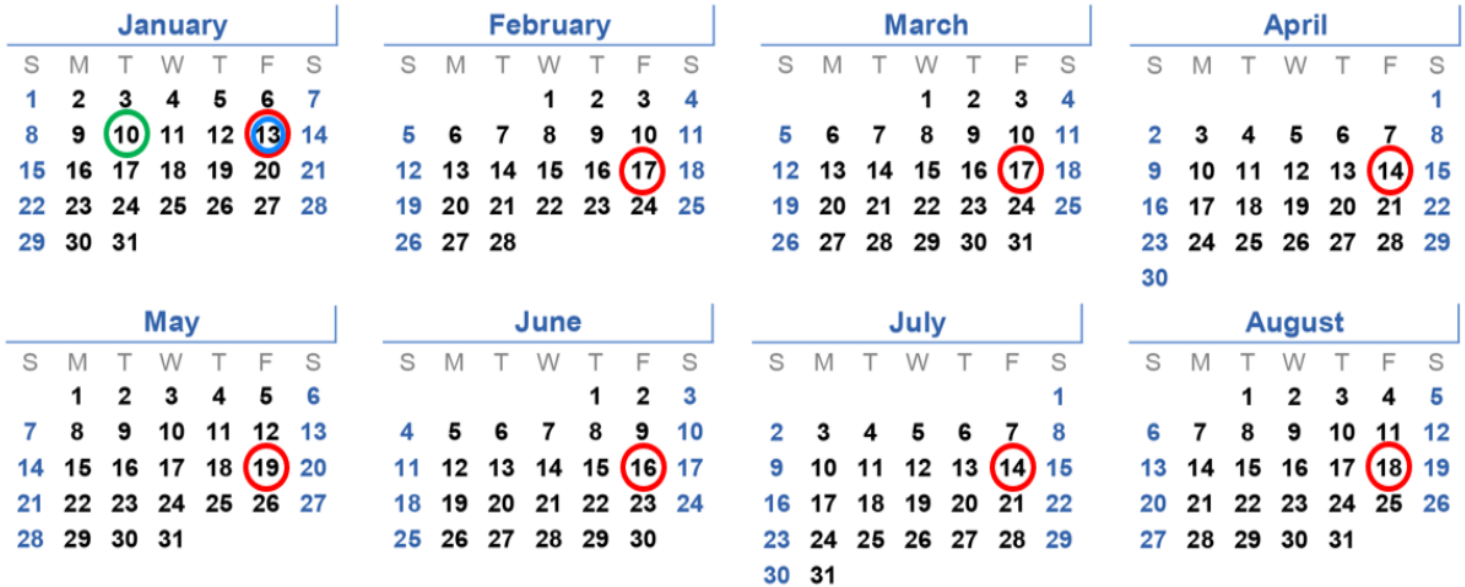 January February March April
S M T W T F S S M T W T F S S M T W T F S S M T W T F S
1 2 3 4 5 6 7 1 2 3 4 1 2 3 4 1
8 9 10 11 12 13 14 5 6 7 8 9 10 11 5 6 7 8 9 10 11 2 3 4 5 6 7 8
15 16 17 18 19 20 21 12 13 14 15 16 17 18 12 13 14 15 16 17 18 9 10 11 12 13 14 15
22 23 24 25 26 27 28 19 20 21 22 23 24 25 19 20 21 22 23 24 25 16 17 18 19 20 21 22
29 30 31 26 27 28 26 27 28 29 30 31 23 24 25 26 27 28 29
30
May June July August
S M T W T F S S M T W T F S S M T W T F S S M T W T F S
1 2 3 4 5 6 1 2 3 1 1 2 3 4 5
7 8 9 10 11 12 13 4 5 6 7 8 9 10 2 3 4 5 6 7 8 6 7 8 9 10 11 12
14 15 16 17 18 19 20 11 12 13 14 15 16 17 9 10 11 12 13 14 15 13 14 15 16 17 18 19
21 22 23 24 25 26 27 18 19 20 21 22 23 24 16 17 18 19 20 21 22 20 21 22 23 24 25 26
28 29 30 31 25 26 27 28 29 30 23 24 25 26 27 28 29 27 28 29 30 31
30 31